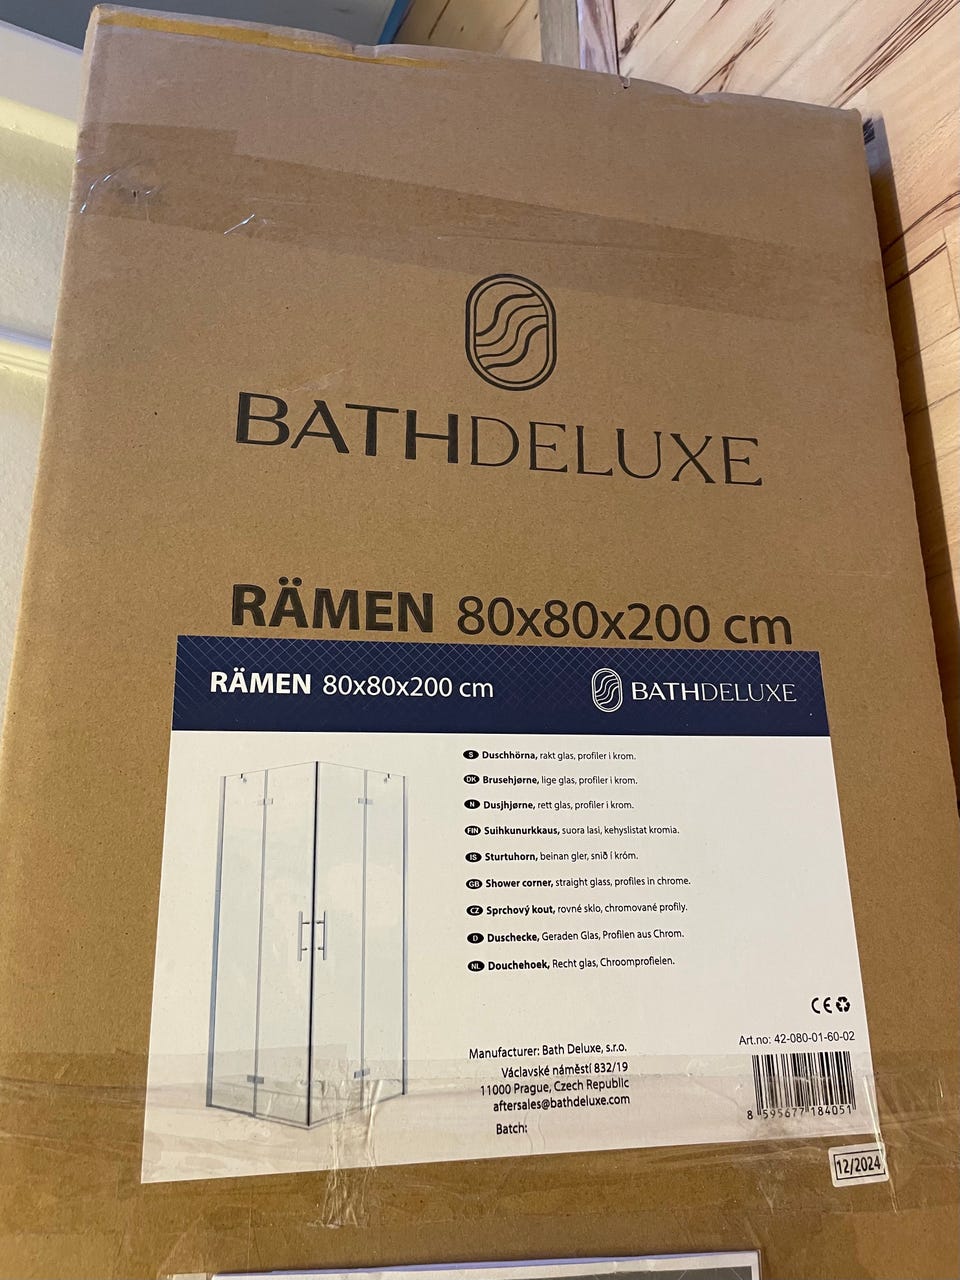 BATHDELUXE
RÄMEN 80x80x200 cm
RÄMEN 80x80x200 cm
BATHDELUXE
S Duschhörna, rakt glas, profiler i krom.
DK Brusehjørne, lige glas, profiler i krom.
N Dusjhjørne, rett glas, profiler i krom.
FIN Suihkunurkkaus, suora lasi, kehyslistat kromia.
IS Sturtuhorn, beinan gler, snið í króm.
GB Shower corner, straight glass, profiles in chrome.
CZ Sprchový kout, rovné sklo, chromované profily.
D Duschecke, Geraden Glas, Profilen aus Chrom.
NL Douchehoek, Recht glas, Chroomprofielen.
CE
Art.no: 42-080-01-60-02
Manufacturer: Bath Deluxe, s.r.o.
Václavské náměstí 832/19
11000 Prague, Czech Republic
aftersales@bathdeluxe.com
Batch:
8 595677 184051
12/2024